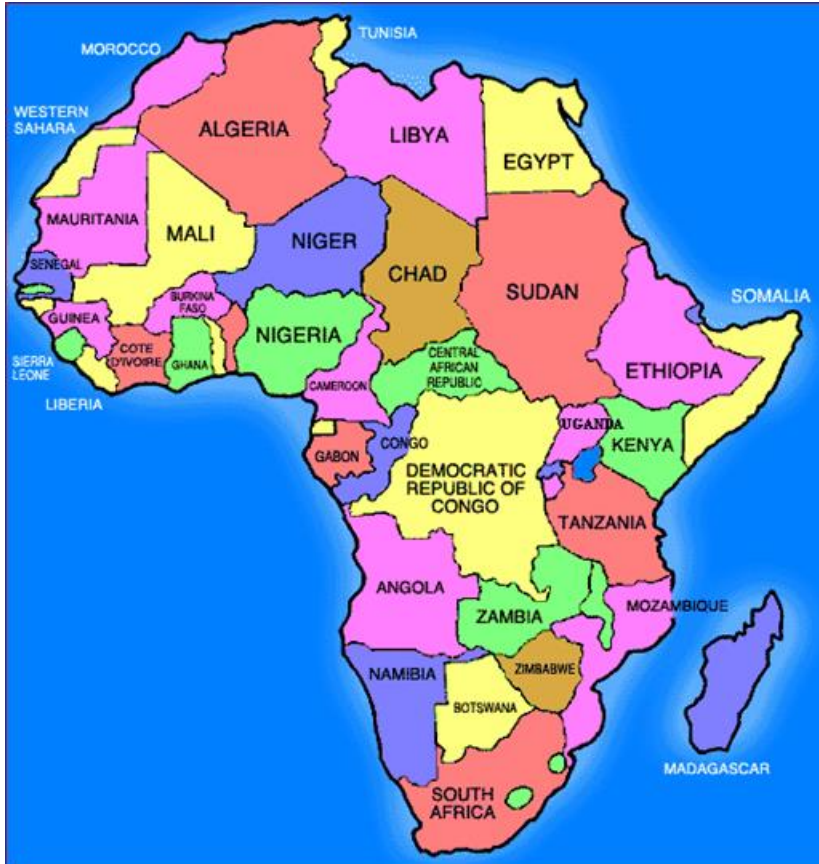 TUNISIA
MOROCCO
WESTERN
SAHARA
ALGERIA
LIBYA
EGYPT
MAURITANIA
MALI
NIGER
CHAD
SUDAN
SENEGAL
BURKINA
FASO
GUINEA
NIGERIA
SOMALIA
SIERRA
LEONE
COTE
D'IVOIRE
GHANA
CENTRAL
AFRICAN
REPUBLIC
ETHIOPIA
LIBERIA
CAMEROON
UGANDA
CONGO
KENYA
GABON
DEMOCRATIC
REPUBLIC OF
CONGO
TANZANIA
ANGOLA
ZAMBIA
MOZAMBIQUE
NAMIBIA
ZIMBABWE
BOTSWANA
MADAGASCAR
SOUTH
AFRICA